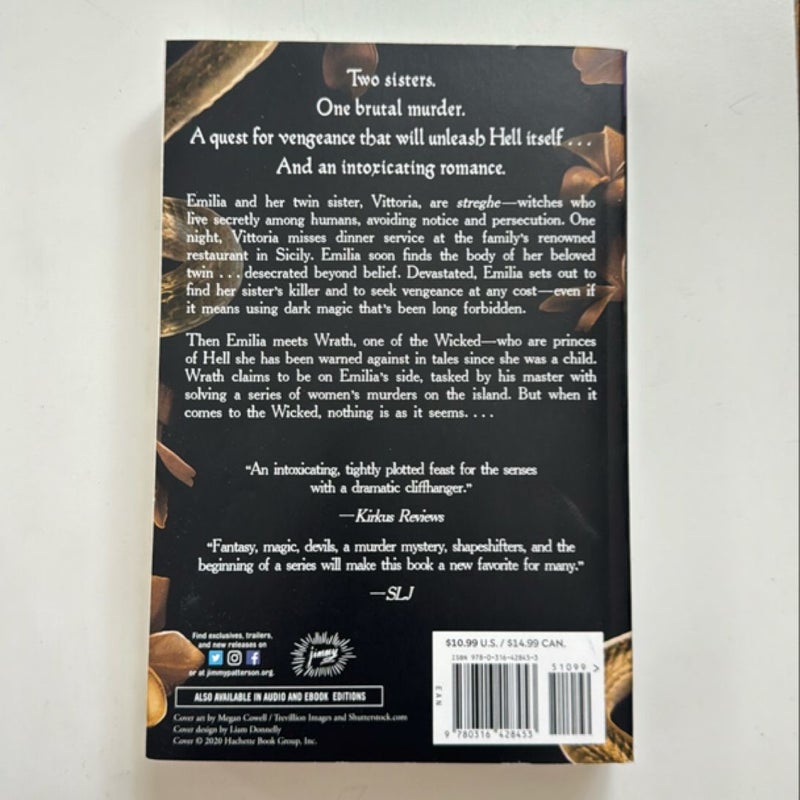 Two sisters.
One brutal murder.
A quest for vengeance that will unleash Hell itself . . .
And an intoxicating romance.
Emilia and her twin sister, Vittoria, are streghe—witches who
live secretly among humans, avoiding notice and persecution. One
night, Vittoria misses dinner service at the family's renowned
restaurant in Sicily. Emilia soon finds the body of her beloved
twin . . . desecrated beyond belief. Devastated, Emilia sets out to
find her sister's killer and to seek vengeance at any cost—even if
it means using dark magic that's been long forbidden.
Then Emilia meets Wrath, one of the Wicked—who are princes
of Hell she has been warned against in tales since she was a child.
Wrath claims to be on Emilia's side, tasked by his master with
solving a series of women's murders on the island. But when it
comes to the Wicked, nothing is as it seems. . . .
“An intoxicating, tightly plotted feast for the senses
with a dramatic cliffhanger.”
—Kirkus Reviews
“Fantasy, magic, devils, a murder mystery, shapeshifters, and the
beginning of a series will make this book a new favorite for many.”
—SLJ
Find exclusives, trailers,
and new releases on
or at jimmypatterson.org.
jimmy
ALSO AVAILABLE IN AUDIO AND EBOOK EDITIONS
Cover art by Megan Cowell / Trevillion Images and Shutterstock.com
Cover design by Liam Donnelly
Cover © 2020 Hachette Book Group, Inc.
$10.99 U.S. / $14.99 CAN.
ISBN 978-0-316-42845-3
51099
EAN
9 780316 428453